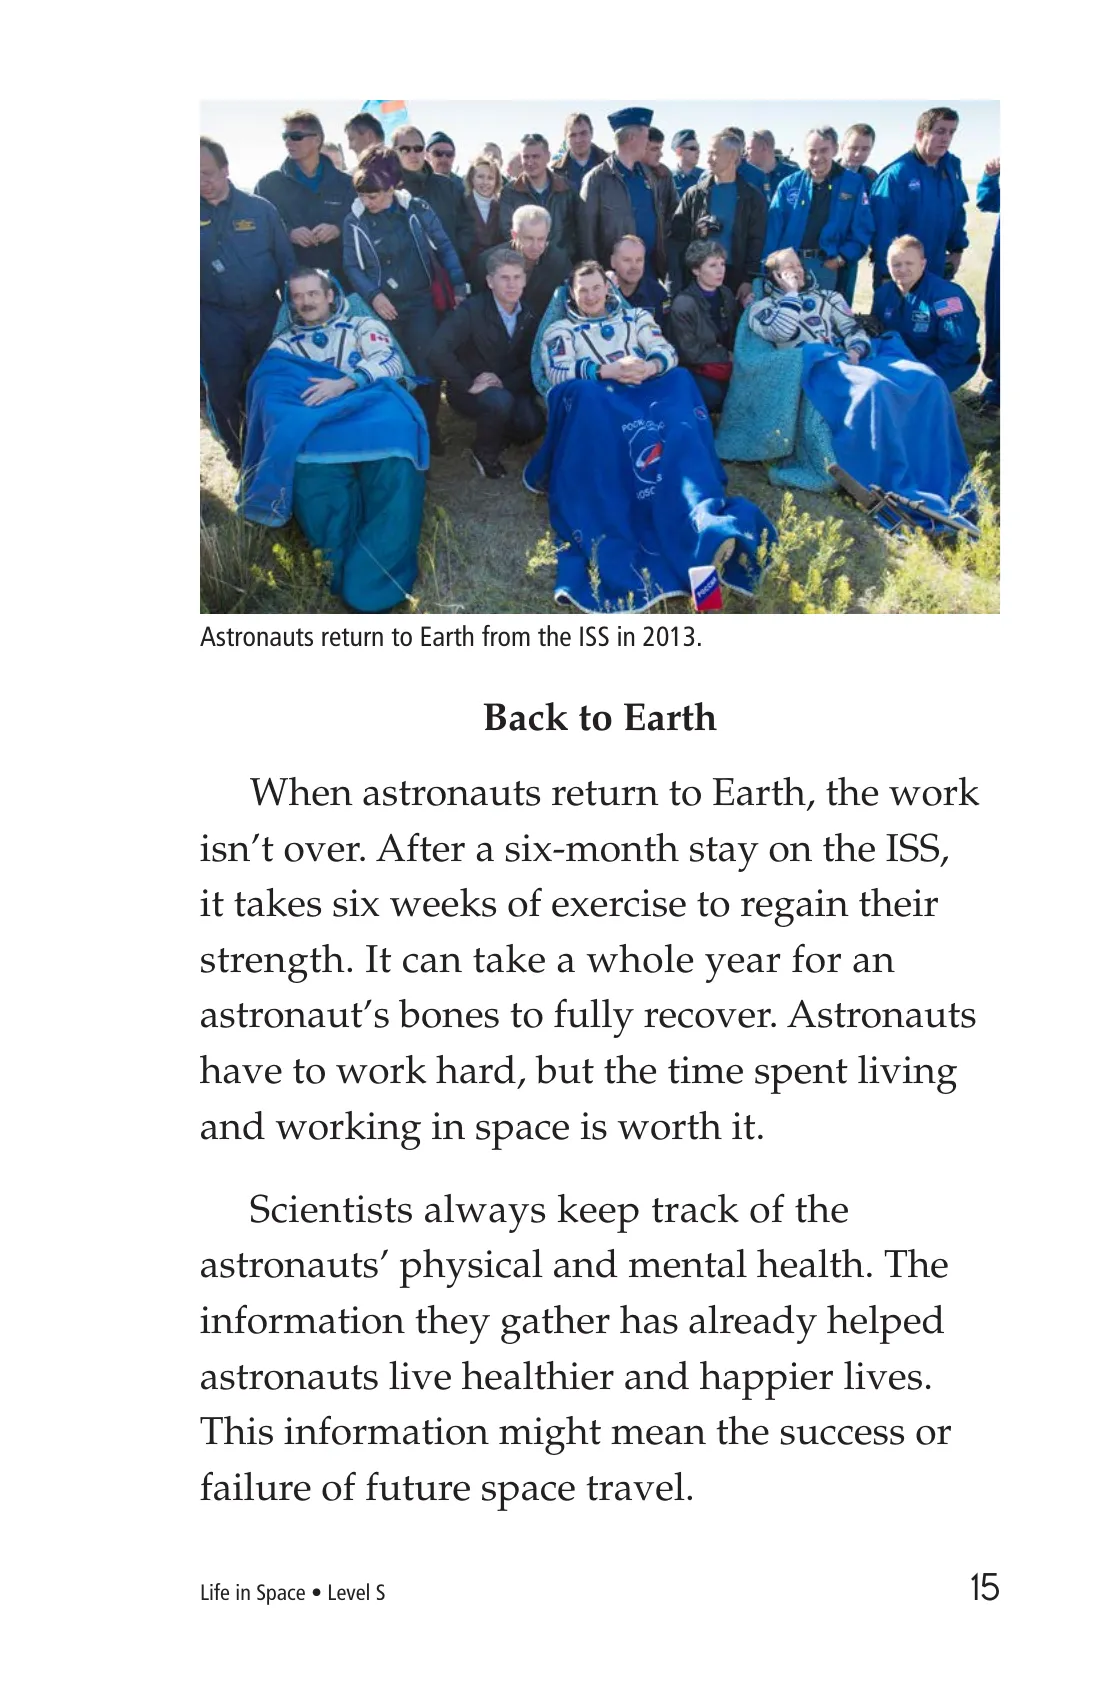 РОССИЯ
Astronauts return to Earth from the ISS in 2013.
Back to Earth
When astronauts return to Earth, the work
isn’t over. After a six-month stay on the ISS,
it takes six weeks of exercise to regain their
strength. It can take a whole year for an
astronaut’s bones to fully recover. Astronauts
have to work hard, but the time spent living
and working in space is worth it.
Scientists always keep track of the
astronauts’ physical and mental health. The
information they gather has already helped
astronauts live healthier and happier lives.
This information might mean the success or
failure of future space travel.
Life in Space • Level S
15